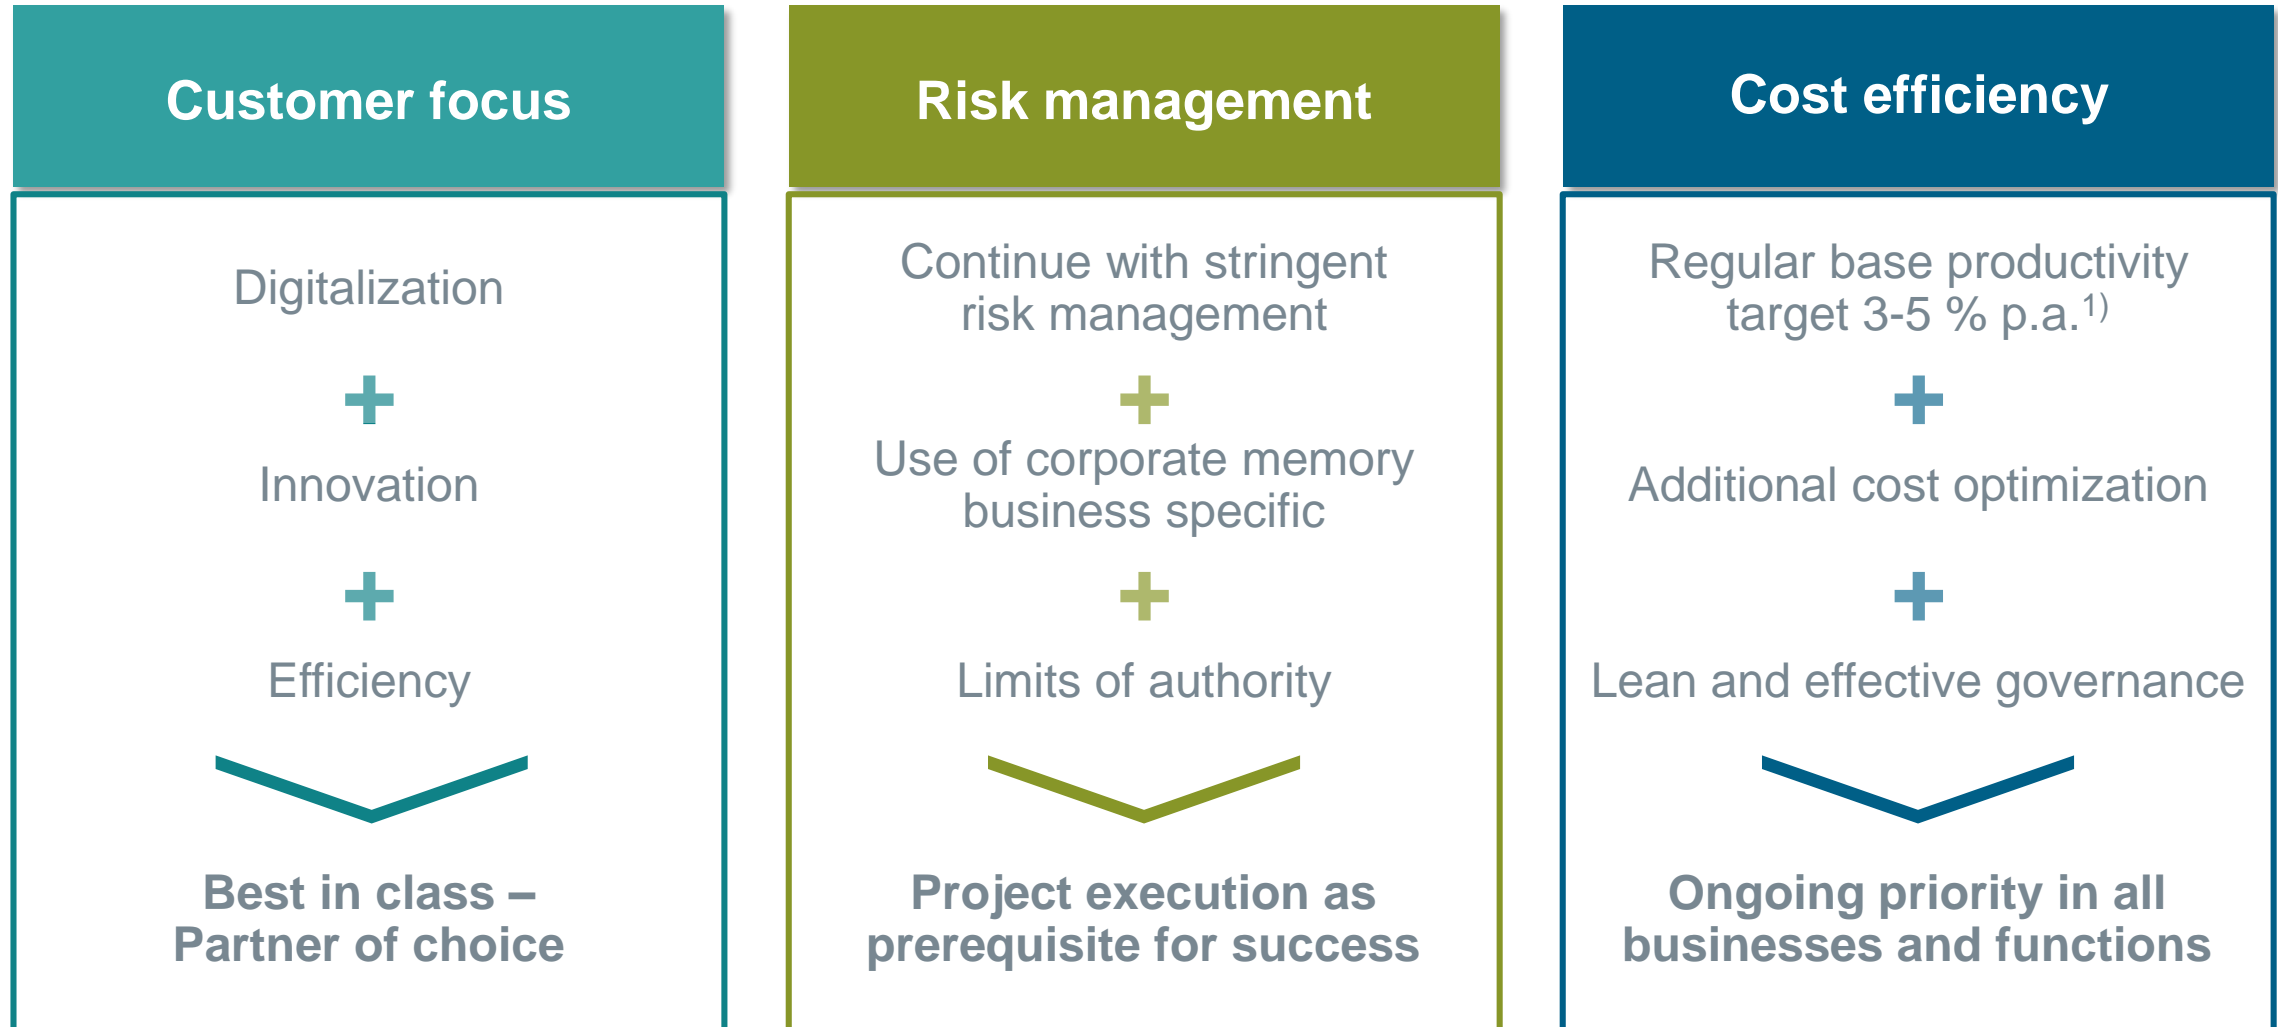 Customer focus
Digitalization
+
Innovation
+
Efficiency
Best in class –
Partner of choice
Risk management
Continue with stringent
risk management
+
Use of corporate memory
business specific
+
Limits of authority
Project execution as
prerequisite for success
Cost efficiency
Regular base productivity
target 3-5 % p.a.1)
+
Additional cost optimization
+
Lean and effective governance
Ongoing priority in all
businesses and functions